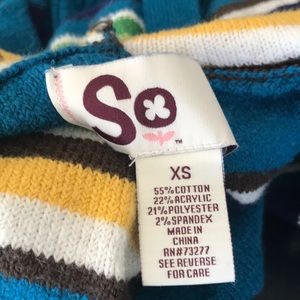 So
™
XS
55%COTTON
22%ACRYLIC
21%POLYESTER
2%SPANDEX
MADE IN
CHINA
RN#73277
SEE REVERSE
FOR CARE